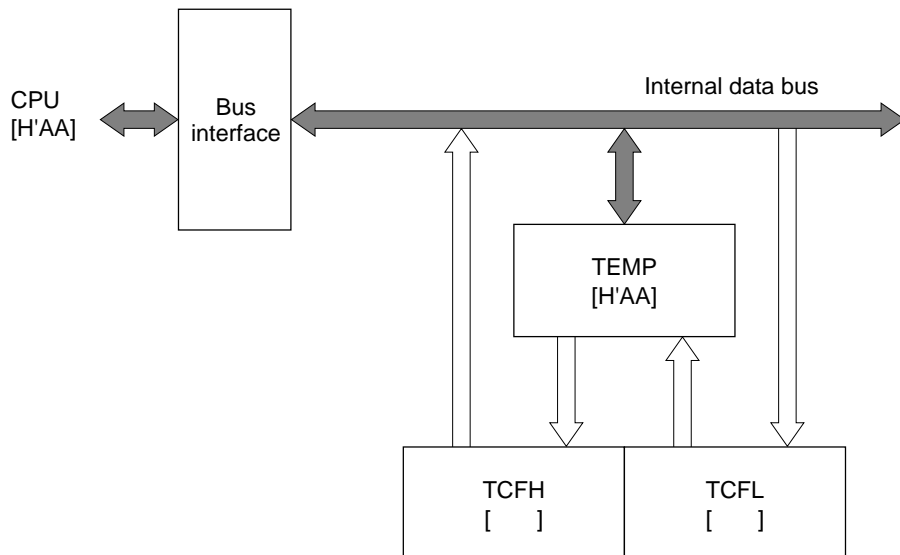 Internal data bus
CPU
[H'AA]
Bus
interface
TEMP
[H'AA]
TCFH
[ ]
TCFL
[ ]